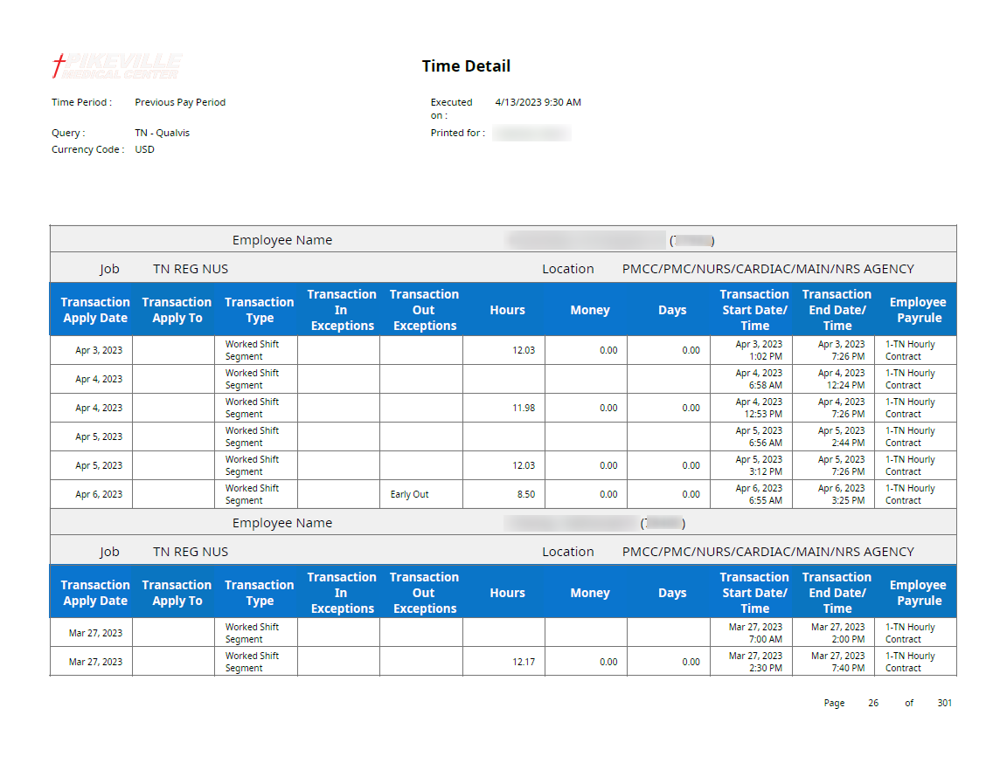 PIKEVILLE
MEDICAL CENTER
Time Detail
Time Period : Previous Pay Period
Executed on : 4/13/2023 9:30 AM
Query : TN - Qualvis
Printed for :
Currency Code : USD
Employee Name ( )
Job TN REG NUS Location PMCC/PMC/NURS/CARDIAC/MAIN/NRS AGENCY
Transaction Apply Date Transaction Apply To Transaction Type Transaction In Exceptions Transaction Out Exceptions Hours Money Days Transaction Start Date/ Time Transaction End Date/ Time Employee Payrule
Apr 3, 2023 Worked Shift Segment 12.03 0.00 0.00 Apr 3, 2023 1:02 PM Apr 3, 2023 7:26 PM 1-TN Hourly Contract
Apr 4, 2023 Worked Shift Segment Apr 4, 2023 6:58 AM Apr 4, 2023 12:24 PM 1-TN Hourly Contract
Apr 4, 2023 Worked Shift Segment 11.98 0.00 0.00 Apr 4, 2023 12:53 PM Apr 4, 2023 7:26 PM 1-TN Hourly Contract
Apr 5, 2023 Worked Shift Segment Apr 5, 2023 6:56 AM Apr 5, 2023 2:44 PM 1-TN Hourly Contract
Apr 5, 2023 Worked Shift Segment 12.03 0.00 0.00 Apr 5, 2023 3:12 PM Apr 5, 2023 7:26 PM 1-TN Hourly Contract
Apr 6, 2023 Worked Shift Segment Early Out 8.50 0.00 0.00 Apr 6, 2023 6:55 AM Apr 6, 2023 3:25 PM 1-TN Hourly Contract
Employee Name ( )
Job TN REG NUS Location PMCC/PMC/NURS/CARDIAC/MAIN/NRS AGENCY
Transaction Apply Date Transaction Apply To Transaction Type Transaction In Exceptions Transaction Out Exceptions Hours Money Days Transaction Start Date/ Time Transaction End Date/ Time Employee Payrule
Mar 27, 2023 Worked Shift Segment Mar 27, 2023 7:00 AM Mar 27, 2023 2:00 PM 1-TN Hourly Contract
Mar 27, 2023 Worked Shift Segment 12.17 0.00 0.00 Mar 27, 2023 2:30 PM Mar 27, 2023 7:40 PM 1-TN Hourly Contract
Page 26 of 301